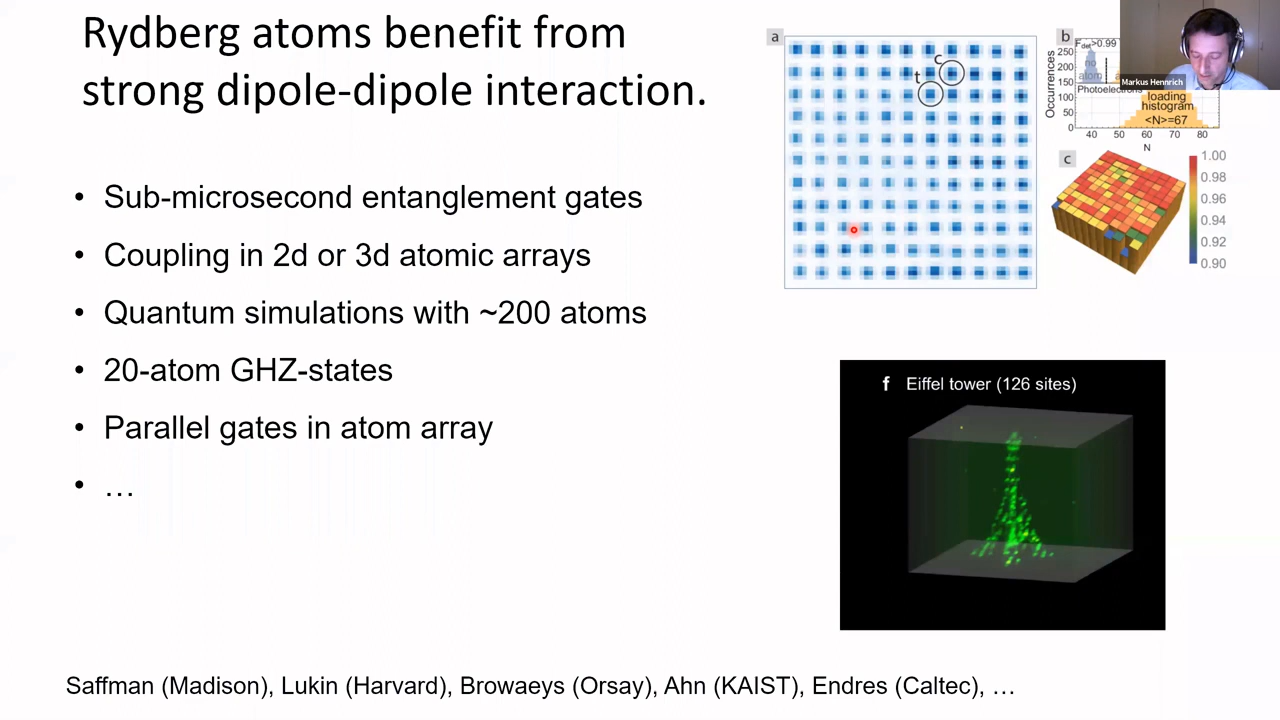 Rydberg atoms benefit from
strong dipole-dipole interaction.
• Sub-microsecond entanglement gates
• Coupling in 2d or 3d atomic arrays
• Quantum simulations with ~200 atoms
• 20-atom GHZ-states
• Parallel gates in atom array
• …
a
c
t
b
Fdet>0.99
no
atom
Photoelectrons
loading
histogram
<N>=67
Occurrences
250
200
150
100
50
0
40
60
80
N
Markus Hennrich
c
1.00
0.98
0.96
0.94
0.92
0.90
f Eiffel tower (126 sites)
Saffman (Madison), Lukin (Harvard), Browaeys (Orsay), Ahn (KAIST), Endres (Caltec), …